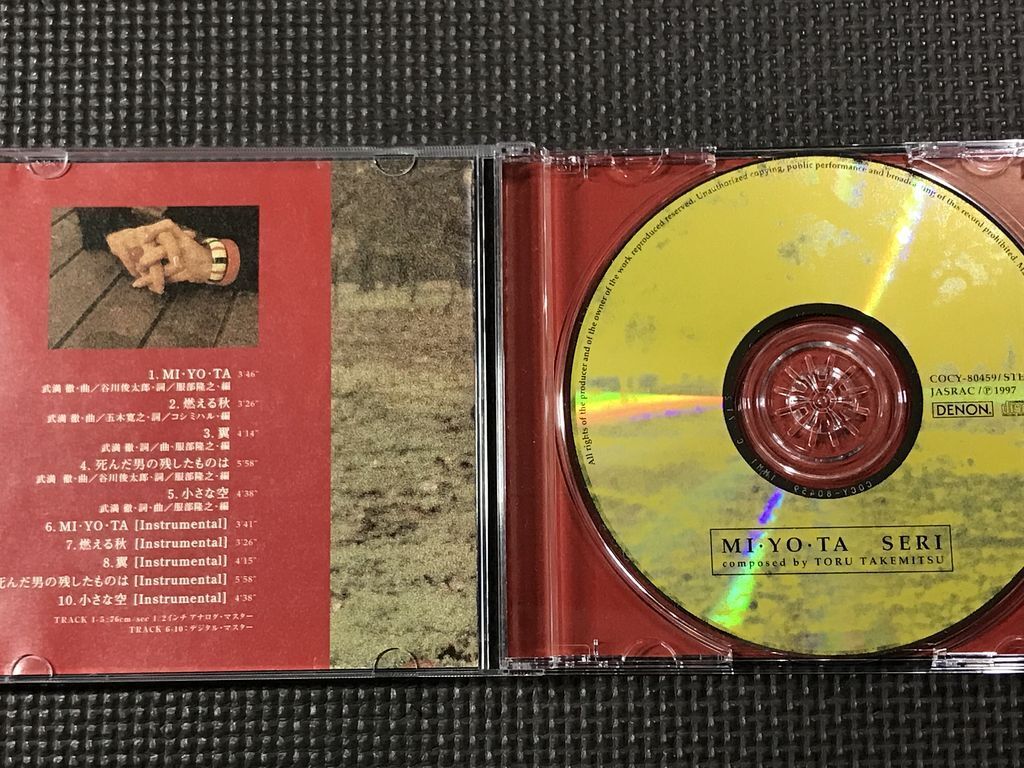 1. MI・YO・TA 3'46"
武満 徹・曲／谷川俊太郎・詞／服部隆之・編
2. 燃える秋 3'26"
武満 徹・曲／五木寛之・詞／コシミハル・編
3. 翼 4'14"
武満 徹・詞／曲・服部隆之・編
4. 死んだ男の残したものは 5'58"
武満 徹・曲／谷川俊太郎・詞／服部隆之・編
5. 小さな空 4'38"
武満 徹・詞・曲／服部隆之・編
6. MI・YO・TA [Instrumental] 3'41"
7. 燃える秋 [Instrumental] 3'26"
8. 翼 [Instrumental] 4'15"
死んだ男の残したものは [Instrumental] 5'58"
10. 小さな空 [Instrumental] 4'38"
TRACK 1-5:76cm/sec 1/2インチ アナログ・マスター
TRACK 6-10：デジタル・マスター
All rights of the producer and of the owner of the work reproduced reserved. Unauthorized copying, public performance and broadcasting of this record prohibited.
COCY-80459/STE
JASRAC/Ⓟ1997
DENON.
COCY-80459
MI・YO・TA SERI
composed by TORU TAKEMITSU